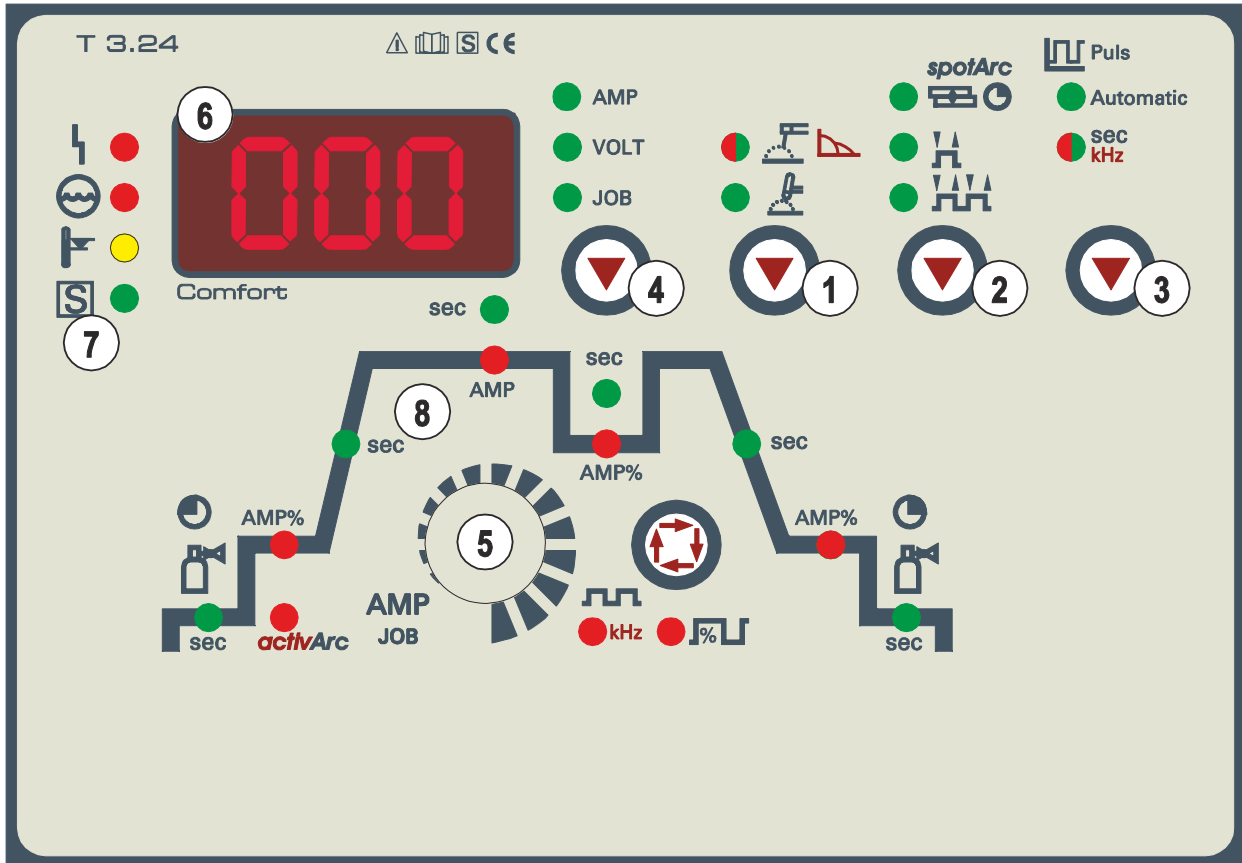 T 3.24
S CE
6
000
Comfort
S
7
AMP
VOLT
JOB
4
1
spotArc
2
Puls
Automatic
sec
kHz
3
sec
AMP
8
sec
AMP%
sec
AMP%
sec
AMP%
5
AMP
JOB
kHz
%
sec
activArc
sec